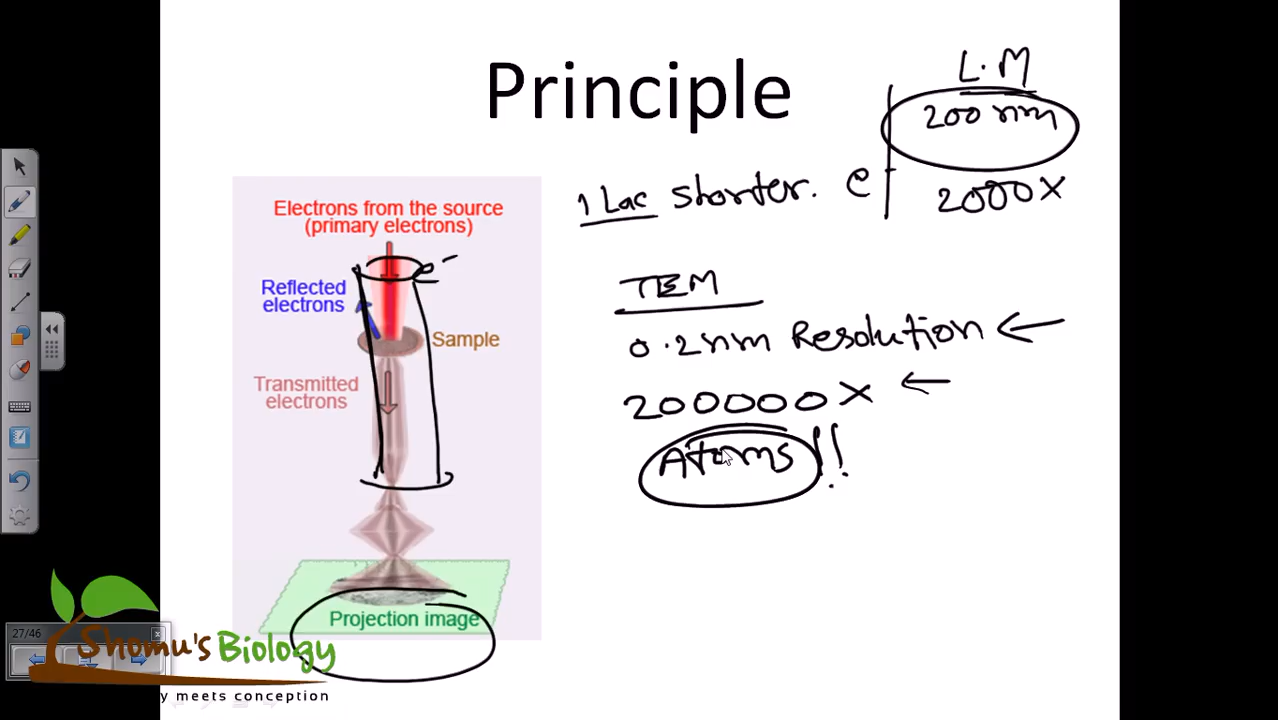 Principle
L.M
200 nm
2000X
1 Lac shorter. e
Electrons from the source
(primary electrons)
Reflected
electrons
Sample
Transmitted
electrons
Projection image
TEM
0.2nm Resolution
200000X
Atoms!!
27/46
Shomu's Biology
y meets conception